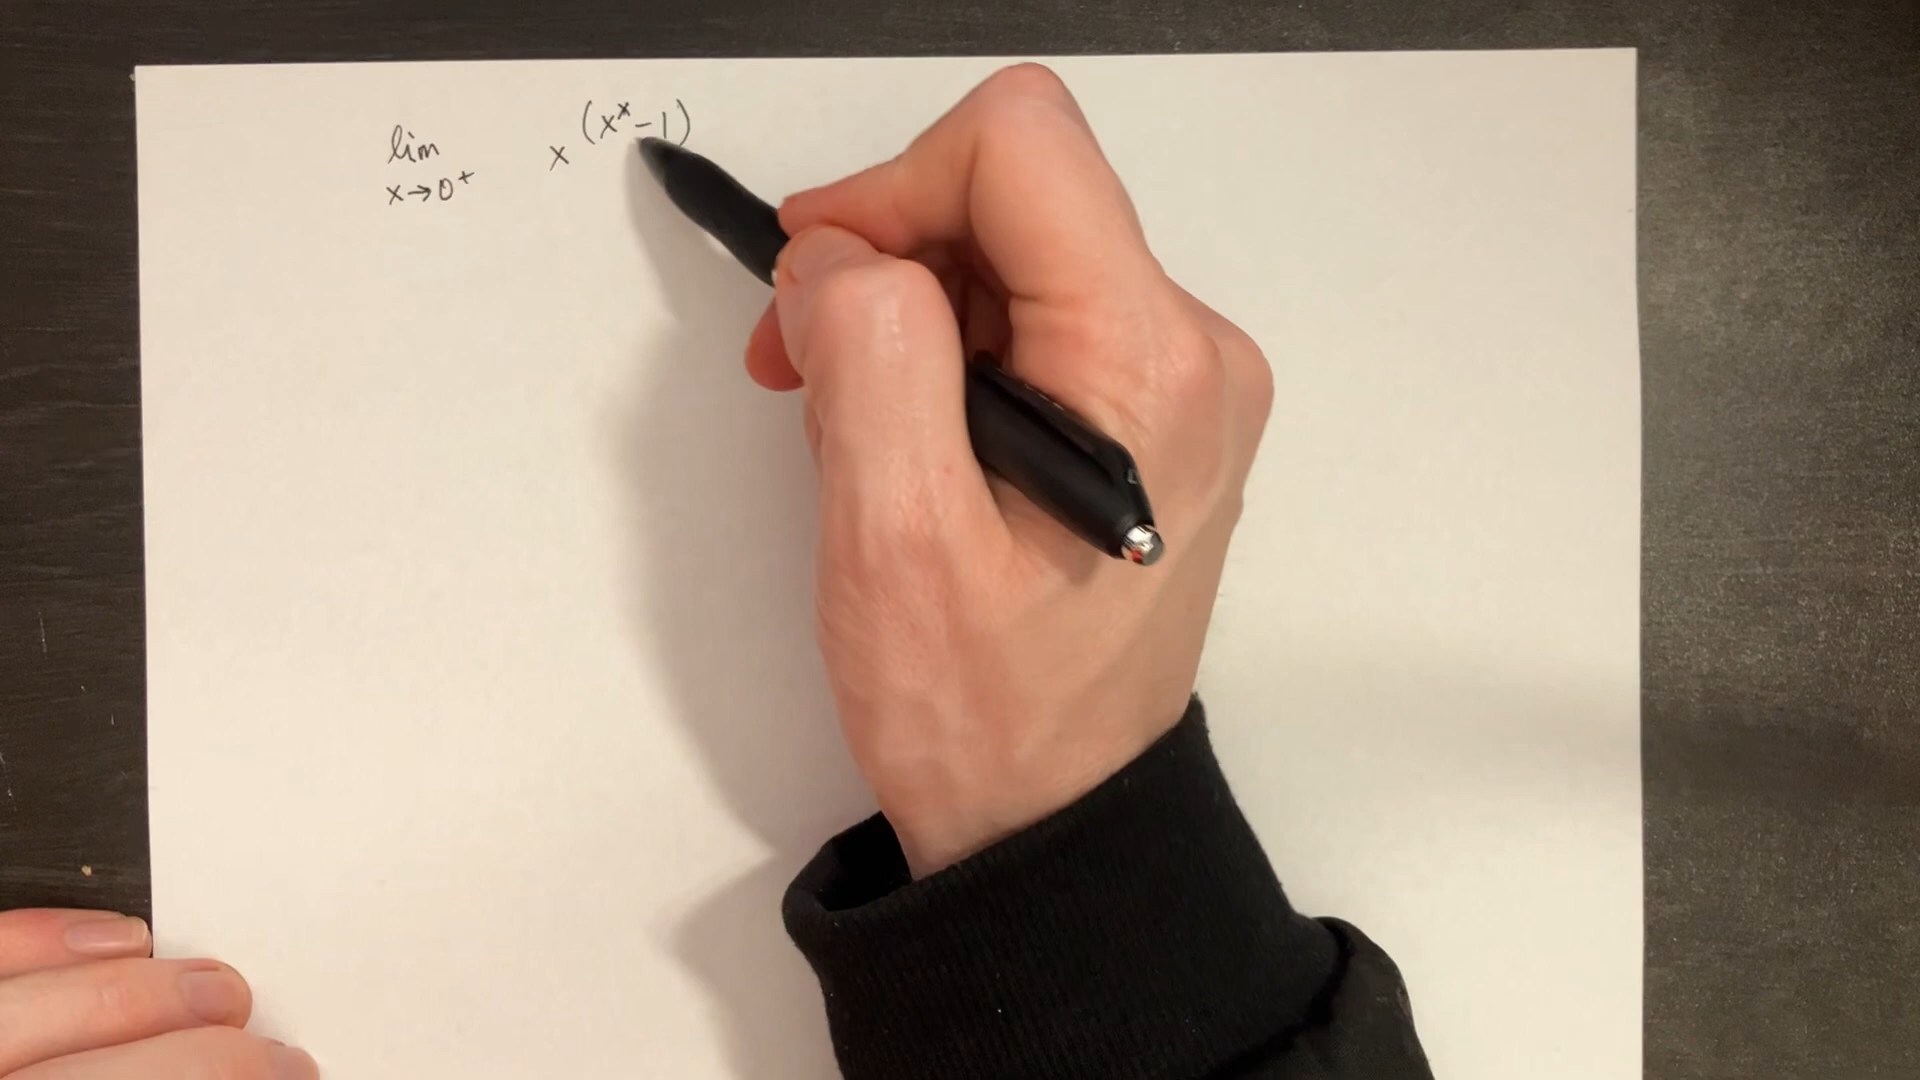 lim x^(x^x - 1)
x→0⁺